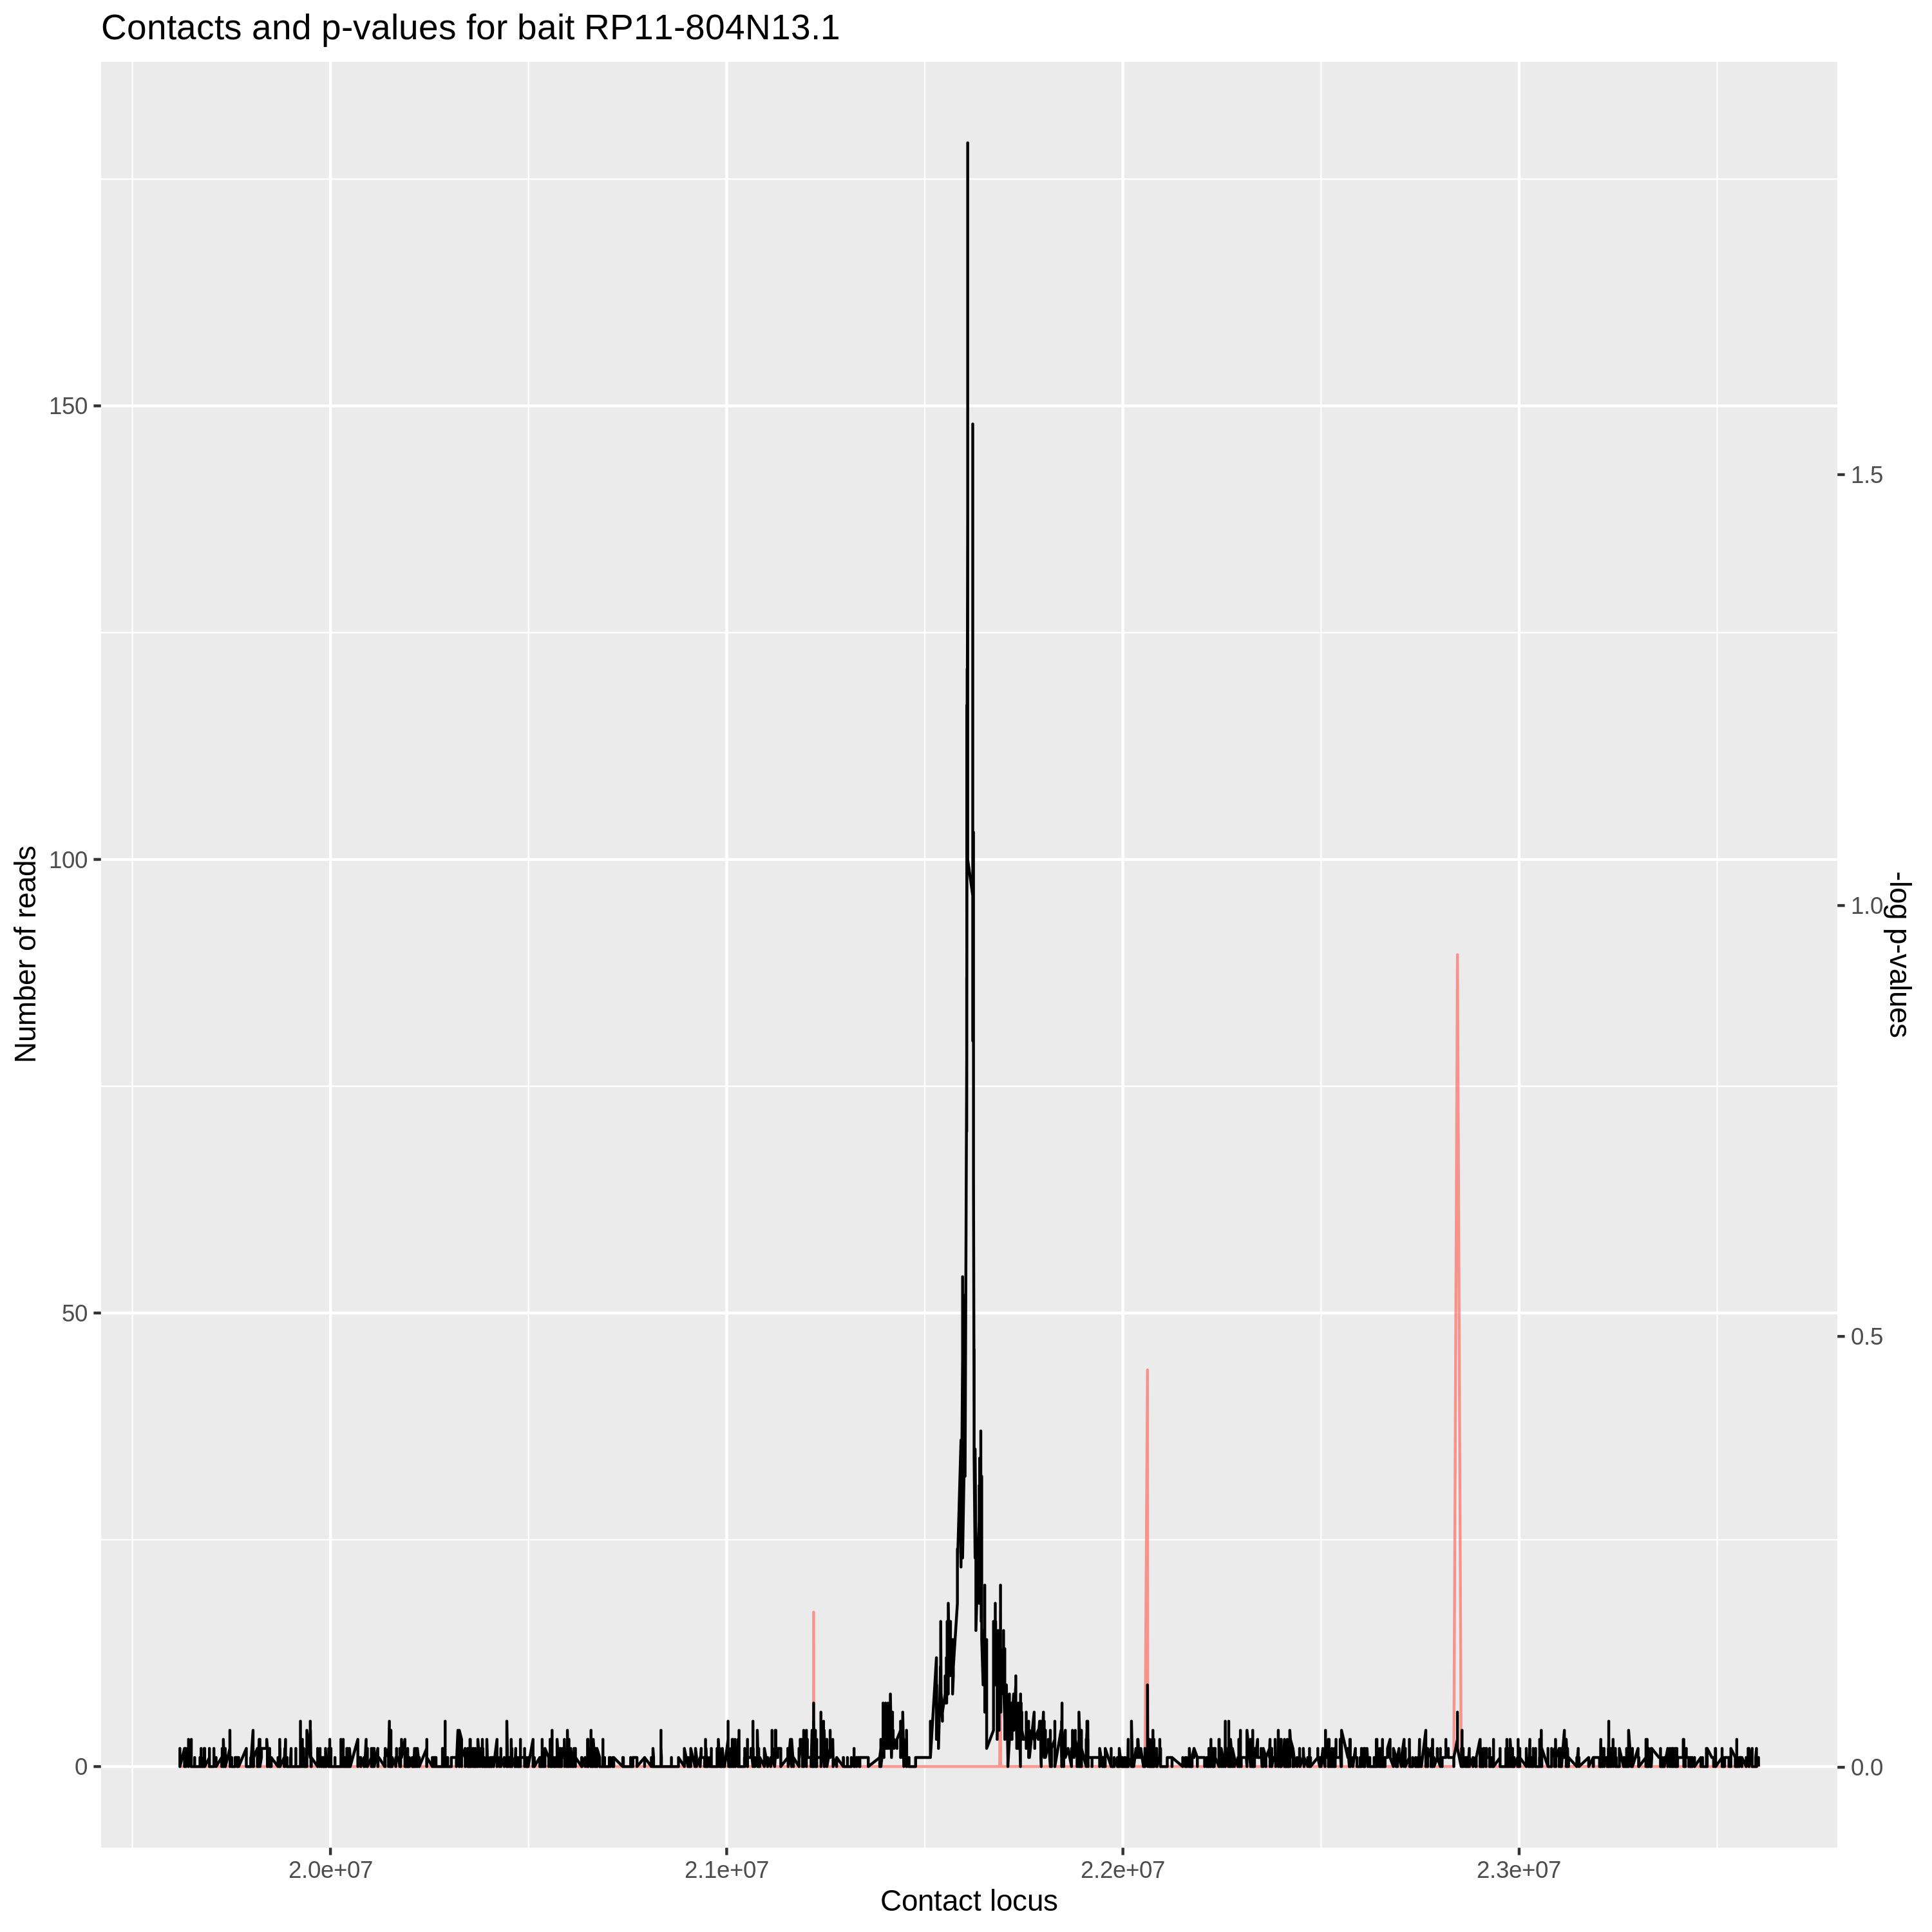 Contacts and p-values for bait RP11-804N13.1
150
100
50
0
Number of reads
1.5
1.0
0.5
0.0
-log p-values
2.0e+07
2.1e+07
2.2e+07
2.3e+07
Contact locus